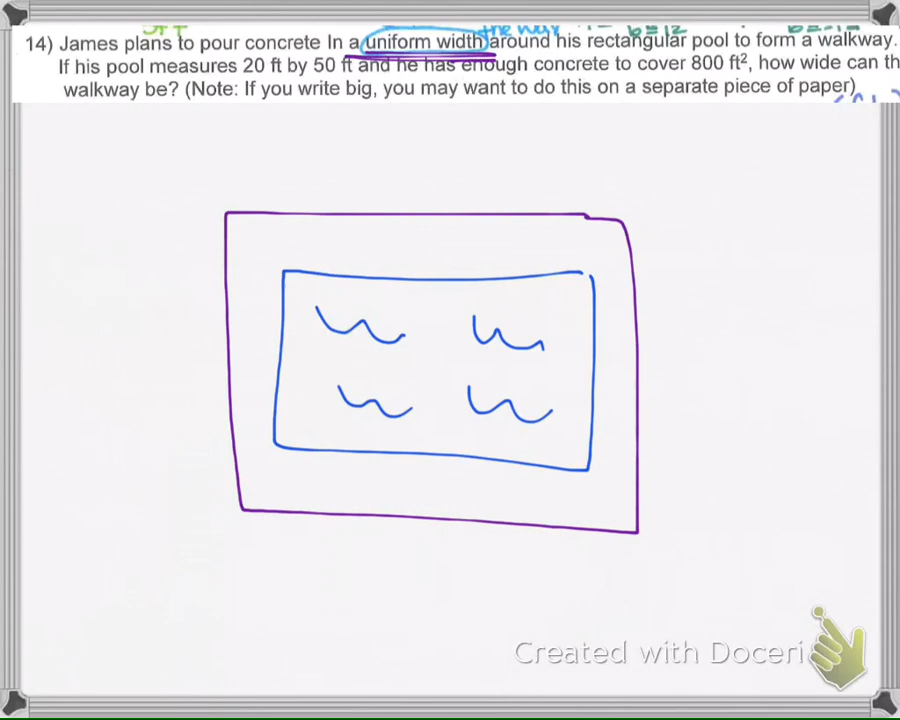 the way b=12
14) James plans to pour concrete In a uniform width around his rectangular pool to form a walkway.
If his pool measures 20 ft by 50 ft and he has enough concrete to cover 800 ft², how wide can th
walkway be? (Note: If you write big, you may want to do this on a separate piece of paper)
Created with Doceri